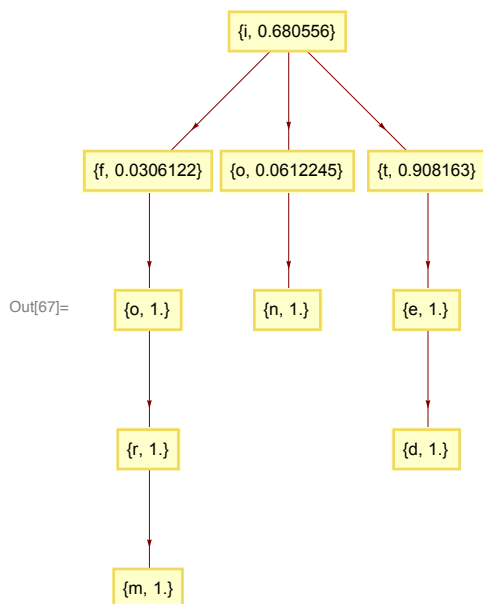 {i, 0.680556}
{f, 0.0306122} {o, 0.0612245} {t, 0.908163}
Out[67]= {o, 1.} {n, 1.} {e, 1.}
{r, 1.} {d, 1.}
{m, 1.}